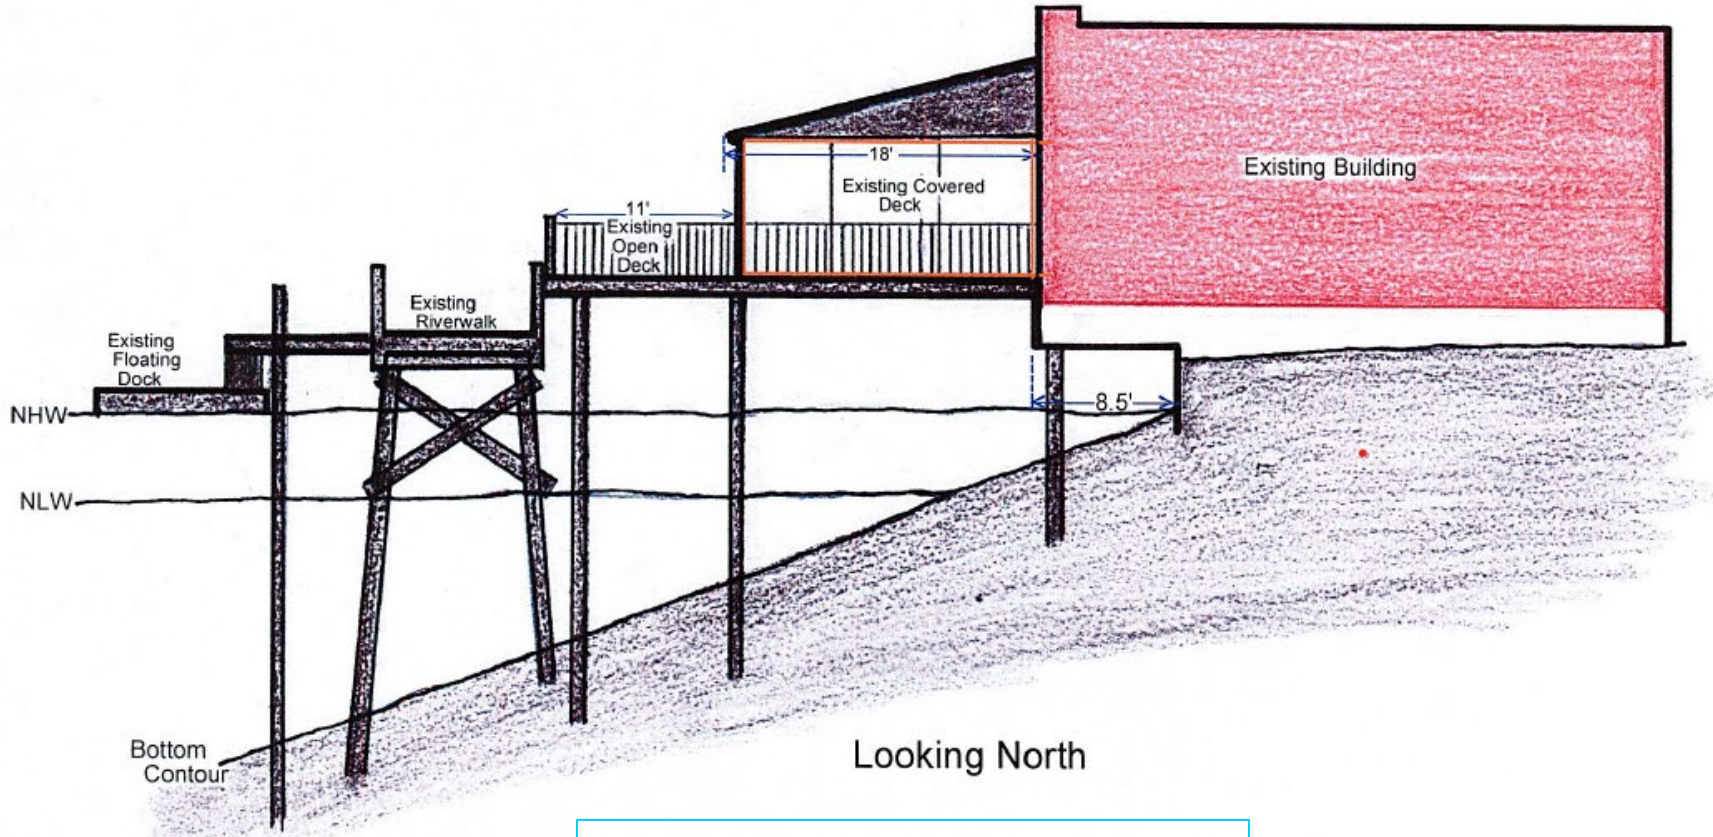 18'
Existing Building
Existing Covered
Deck
11'
Existing
Open
Deck
Existing
Riverwalk
Existing
Floating
Dock
8.5'
NHW
NLW
Bottom
Contour
Looking North